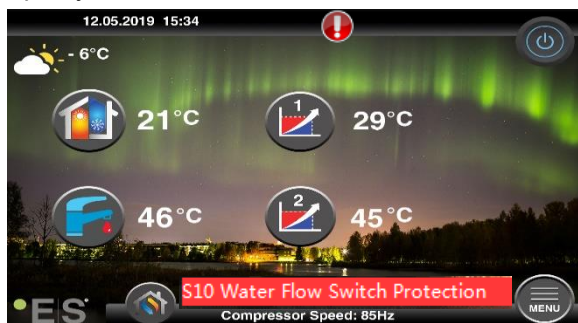 12.05.2019 15:34
- 6°C
21°C
1
29°C
46°C
2
45°C
S10 Water Flow Switch Protection
•ES
MENU
Compressor Speed: 85Hz